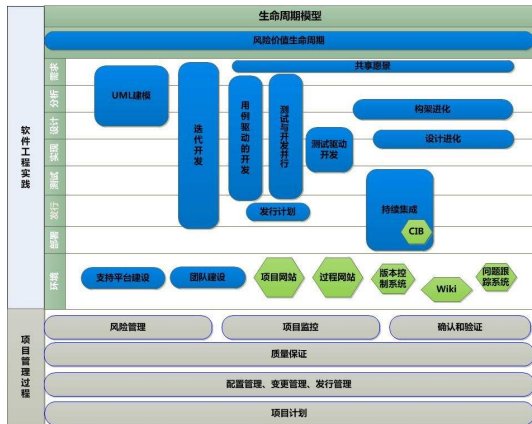 生命周期模型
风险价值生命周期
软件工程实践
需求
分析
设计
实现
测试
发行
部署
环境
共享愿景
UML建模
迭代开发
用例驱动的开发
测试与开发并行
构架进化
测试驱动
开发
设计进化
发行计划
持续集成
CIB
支持平台建设
团队建设
项目网站
过程网站
版本控
制系统
Wiki
问题跟
踪系统
项目管理过程
风险管理
项目监控
确认和验证
质量保证
配置管理、变更管理、发行管理
项目计划